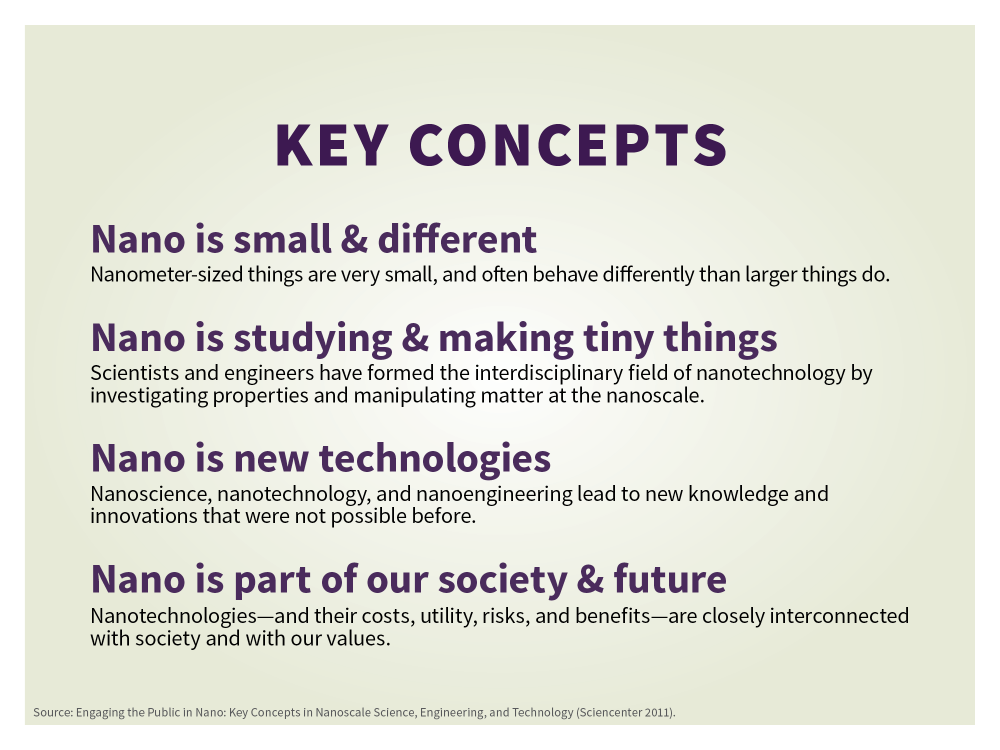 KEY CONCEPTS
Nano is small & different
Nanometer-sized things are very small, and often behave differently than larger things do.
Nano is studying & making tiny things
Scientists and engineers have formed the interdisciplinary field of nanotechnology by
investigating properties and manipulating matter at the nanoscale.
Nano is new technologies
Nanoscience, nanotechnology, and nanoengineering lead to new knowledge and
innovations that were not possible before.
Nano is part of our society & future
Nanotechnologies—and their costs, utility, risks, and benefits—are closely interconnected
with society and with our values.
Source: Engaging the Public in Nano: Key Concepts in Nanoscale Science, Engineering, and Technology (Sciencenter 2011).